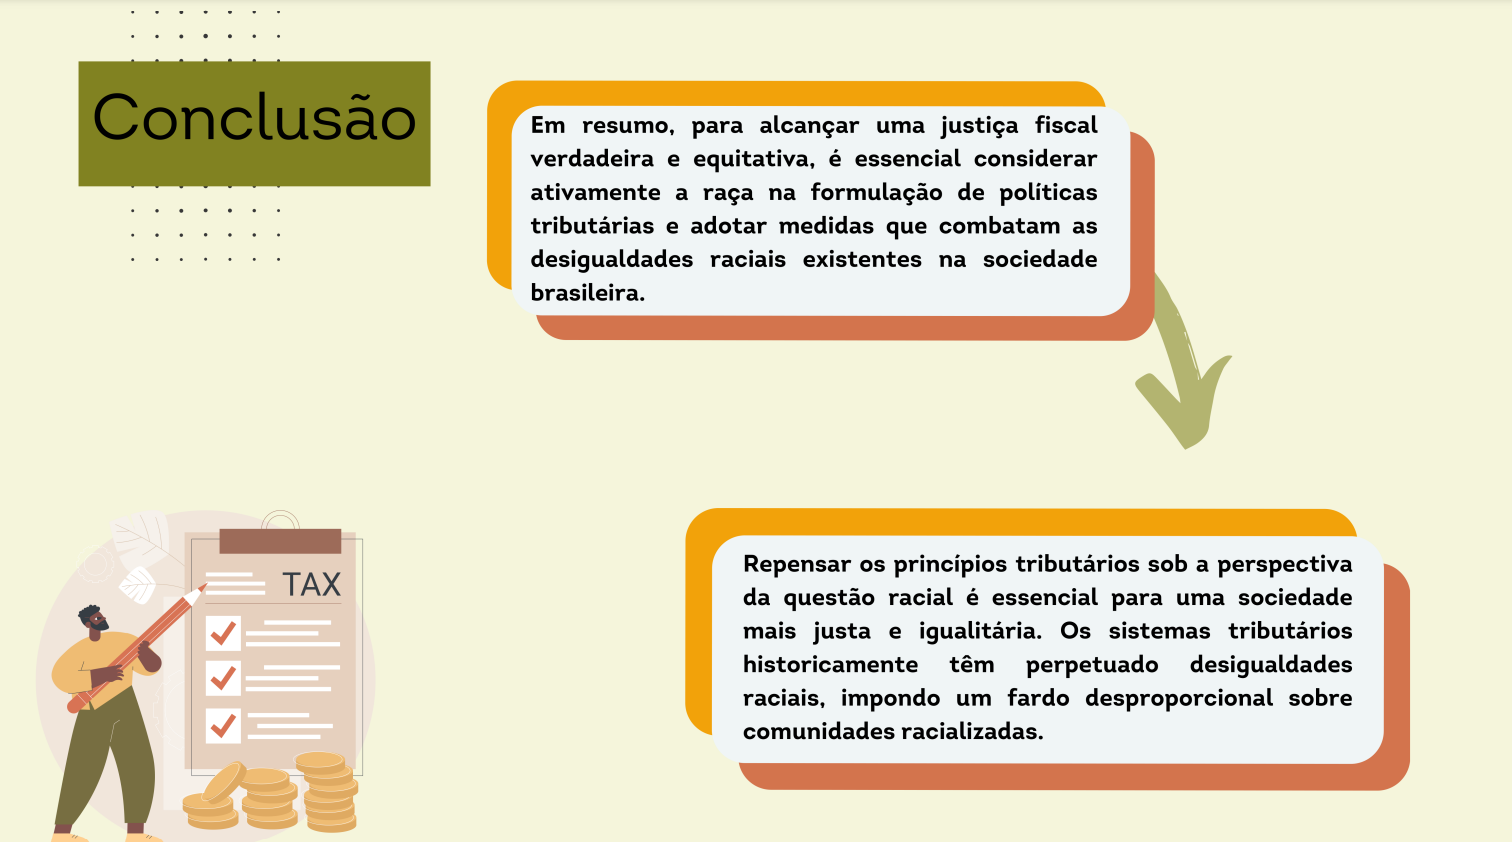 Conclusão
Em resumo, para alcançar uma justiça fiscal
verdadeira e equitativa, é essencial considerar
ativamente a raça na formulação de políticas
tributárias e adotar medidas que combatam as
desigualdades raciais existentes na sociedade
brasileira.
Repensar os princípios tributários sob a perspectiva
da questão racial é essencial para uma sociedade
mais justa e igualitária. Os sistemas tributários
historicamente têm perpetuado desigualdades
raciais, impondo um fardo desproporcional sobre
comunidades racializadas.
TAX